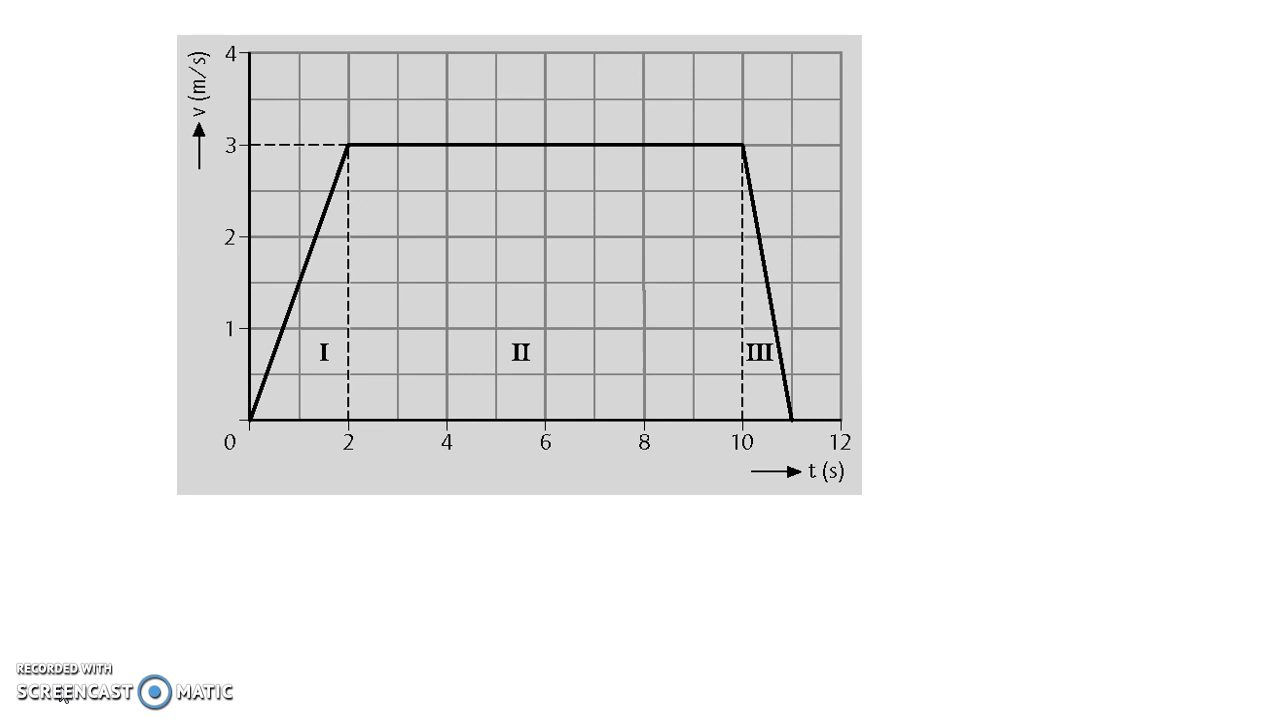 4
v (m/s)
3
2
1
I
II
III
0
2
4
6
8
10
12
t (s)
RECORDED WITH
SCREENCAST MATIC